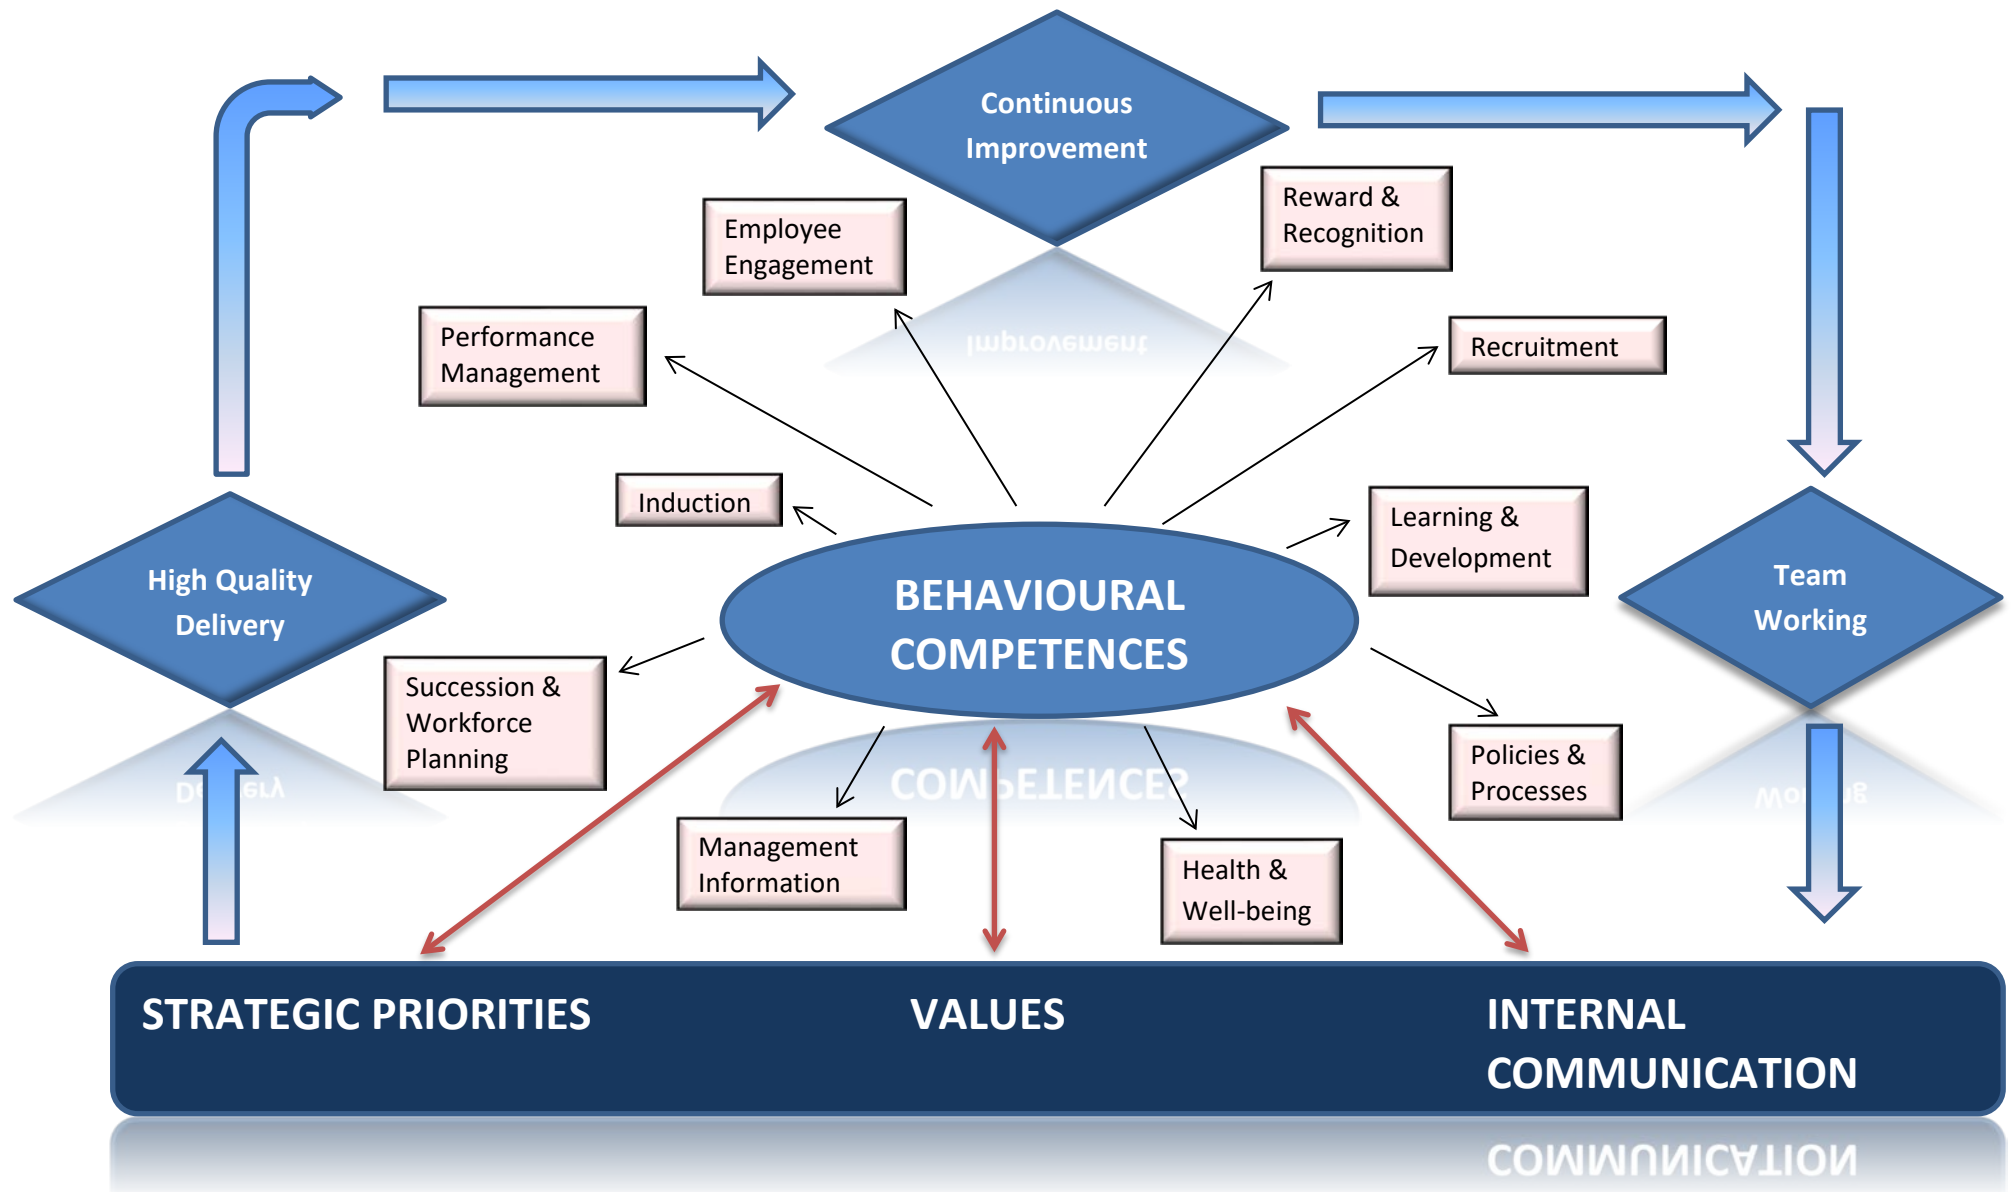 Continuous
Improvement
Reward &
Recognition
Employee
Engagement
Performance
Management
Recruitment
Induction
Learning &
Development
High Quality
Delivery
BEHAVIOURAL
COMPETENCES
Team
Working
Succession &
Workforce
Planning
Policies &
Processes
Management
Information
Health &
Well-being
STRATEGIC PRIORITIES
VALUES
INTERNAL
COMMUNICATION